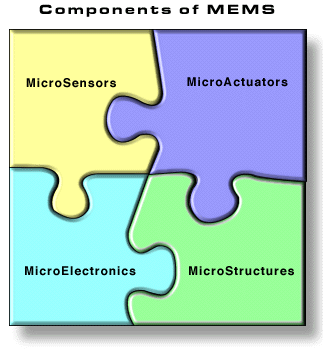 Components of MEMS
MicroSensors
MicroActuators
MicroElectronics
MicroStructures